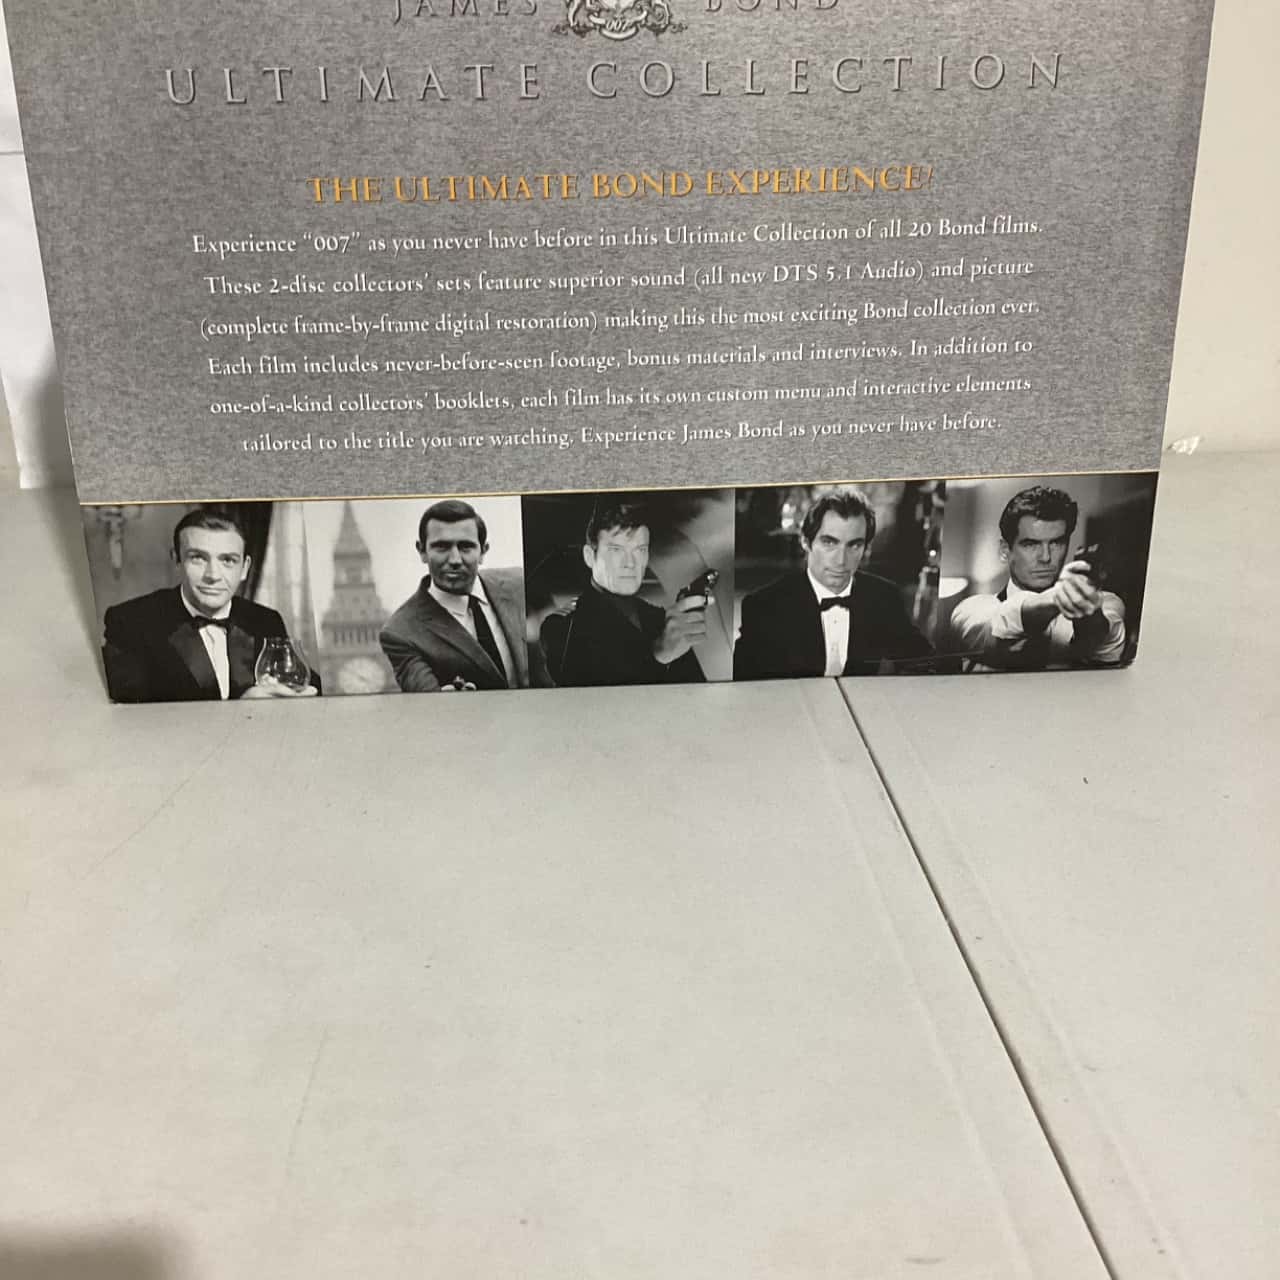 JAMES BOND
007
ULTIMATE COLLECTION
THE ULTIMATE BOND EXPERIENCE!
Experience "007" as you never have before in this Ultimate Collection of all 20 Bond films.
These 2-disc collectors' sets feature superior sound (all new DTS 5.1 Audio) and picture
(complete frame-by-frame digital restoration) making this the most exciting Bond collection ever.
Each film includes never-before-seen footage, bonus materials and interviews. In addition to
one-of-a-kind collectors' booklets, each film has its own custom menu and interactive elements
tailored to the title you are watching. Experience James Bond as you never have before.